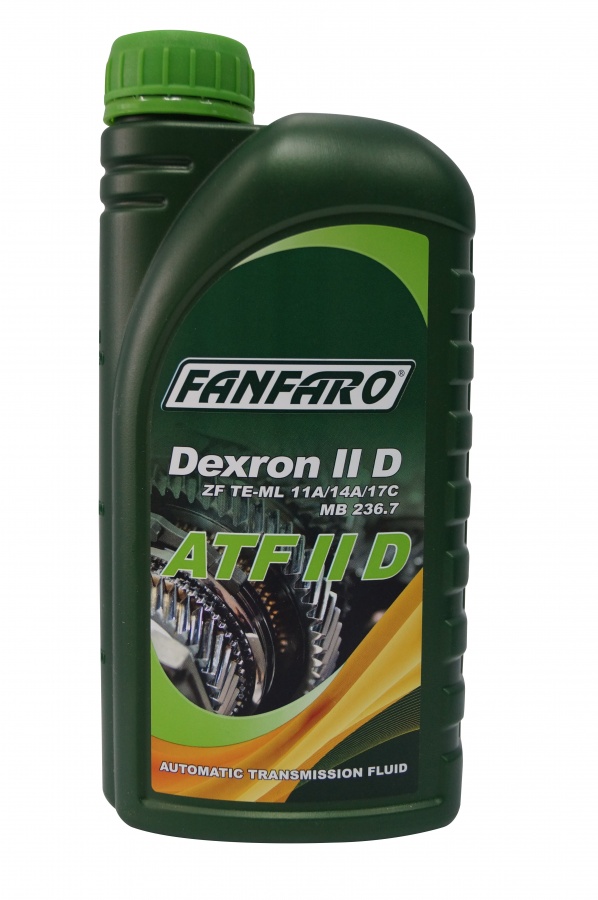 FANFARO®
Dexron II D
ZF TE-ML 11A/14A/17C
MB 236.7
ATF II D
AUTOMATIC TRANSMISSION FLUID